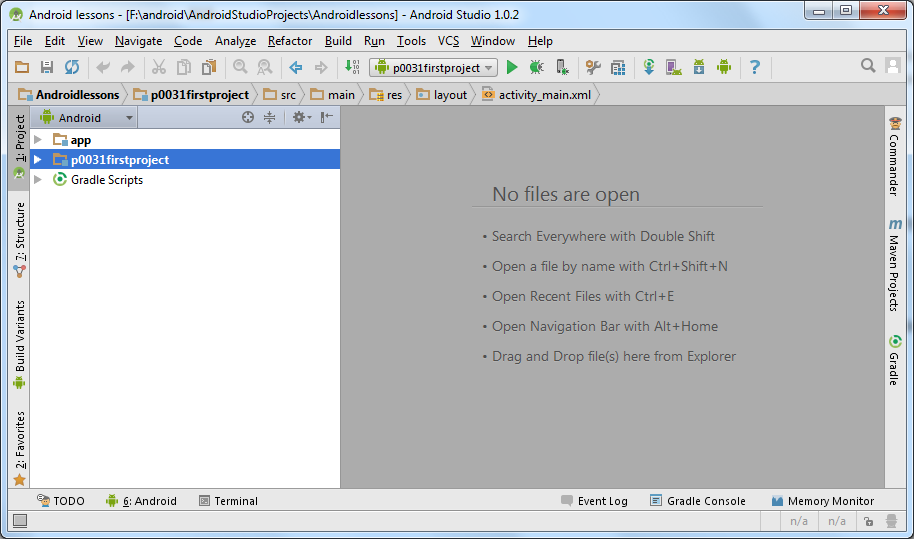 Android lessons - [F:\android\AndroidStudioProjects\Androidlessons] - Android Studio 1.0.2
File Edit View Navigate Code Analyze Refactor Build Run Tools VCS Window Help
p0031firstproject
Androidlessons p0031firstproject src main res layout activity_main.xml
1: Project
7: Structure
Build Variants
2: Favorites
Android
app
p0031firstproject
Gradle Scripts
No files are open
• Search Everywhere with Double Shift
• Open a file by name with Ctrl+Shift+N
• Open Recent Files with Ctrl+E
• Open Navigation Bar with Alt+Home
• Drag and Drop file(s) here from Explorer
Commander
m Maven Projects
Gradle
TODO 6: Android Terminal Event Log Gradle Console Memory Monitor
n/a n/a